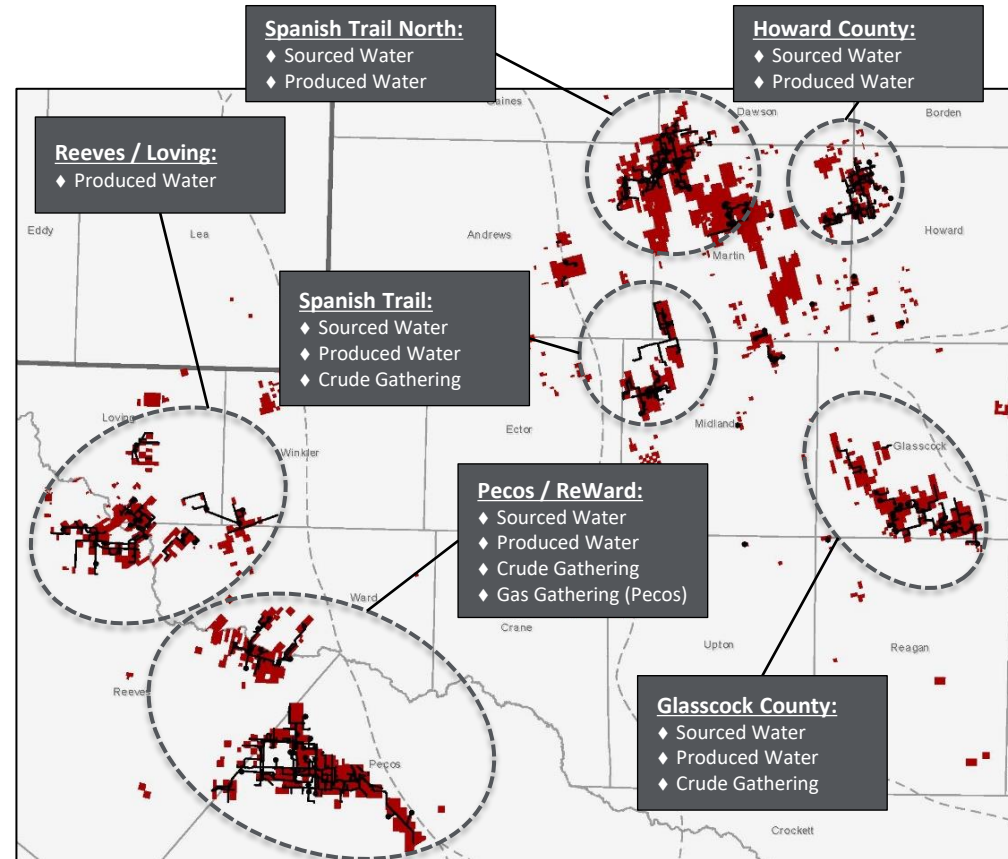 Spanish Trail North:
♦ Sourced Water
♦ Produced Water
Howard County:
♦ Sourced Water
♦ Produced Water
Reeves / Loving:
♦ Produced Water
Dawson
Borden
Eddy
Lea
Andrews
Martin
Howard
Spanish Trail:
♦ Sourced Water
♦ Produced Water
♦ Crude Gathering
Loving
Winkler
Ector
Midland
Glasscock
Pecos / ReWard:
♦ Sourced Water
♦ Produced Water
♦ Crude Gathering
♦ Gas Gathering (Pecos)
Ward
Crane
Upton
Reagan
Reeves
Pecos
Glasscock County:
♦ Sourced Water
♦ Produced Water
♦ Crude Gathering
Crockett